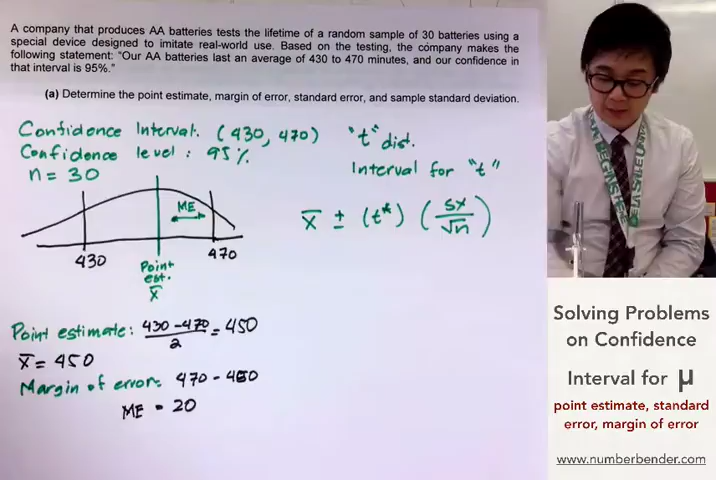 A company that produces AA batteries tests the lifetime of a random sample of 30 batteries using a
special device designed to imitate real-world use. Based on the testing, the company makes the
following statement: “Our AA batteries last an average of 430 to 470 minutes, and our confidence in
that interval is 95%.”
(a) Determine the point estimate, margin of error, standard error, and sample standard deviation.
Confidence Interval: (430, 470)
Confidence level: 95%
n = 30
"t" dist.
Interval for "t"
x̄ ± (t*) (sx/√n)
ME
430
470
Point
est.
x̄
Point estimate: 430-470/2 = 450
x̄ = 450
Margin of error: 470 - 450
ME = 20
Solving Problems
on Confidence
Interval for μ
point estimate, standard
error, margin of error
www.numberbender.com